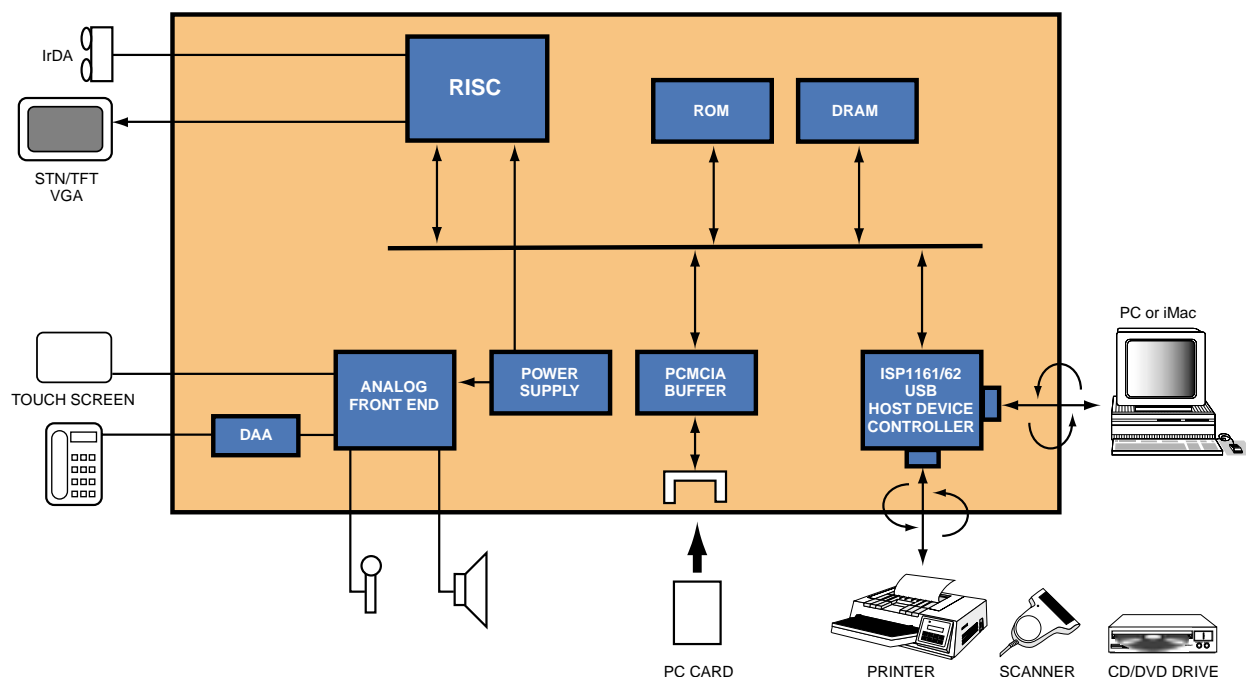 IrDA
RISC
ROM
DRAM
STN/TFT
VGA
PC or iMac
TOUCH SCREEN
ANALOG
FRONT END
POWER
SUPPLY
PCMCIA
BUFFER
ISP1161/62
USB
HOST DEVICE
CONTROLLER
DAA
PC CARD
PRINTER
SCANNER
CD/DVD DRIVE